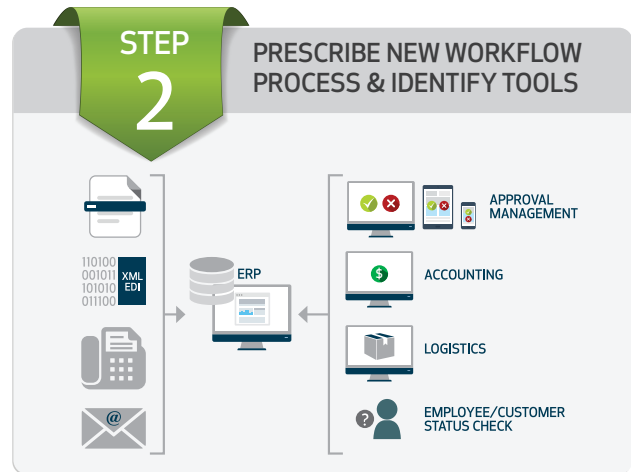 STEP
2
PRESCRIBE NEW WORKFLOW
PROCESS & IDENTIFY TOOLS
110100
001011
101010
011100
XML
EDI
@
ERP
$
?
APPROVAL
MANAGEMENT
ACCOUNTING
LOGISTICS
EMPLOYEE/CUSTOMER
STATUS CHECK